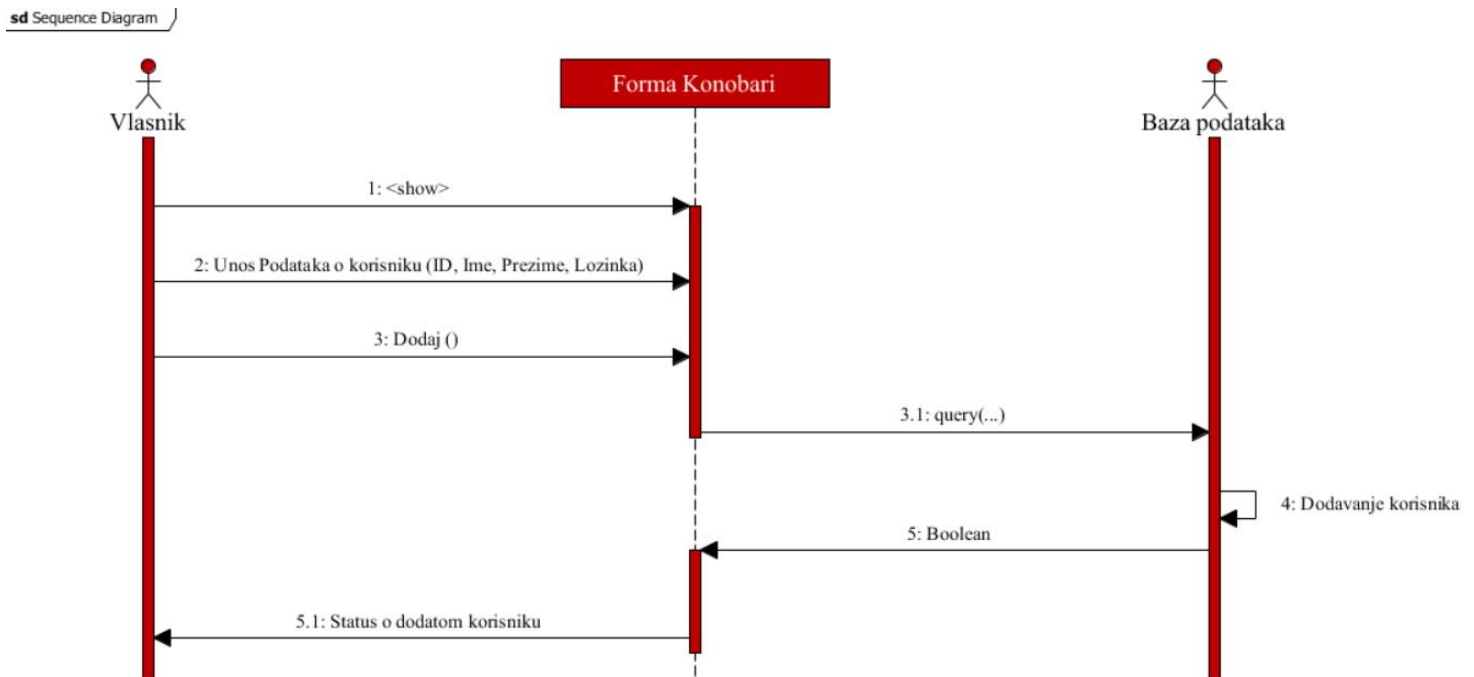 sd Sequence Diagram
Vlasnik
Forma Konobari
Baza podataka
1: <show>
2: Unos Podataka o korisniku (ID, Ime, Prezime, Lozinka)
3: Dodaj ()
3.1: query(...)
4: Dodavanje korisnika
5: Boolean
5.1: Status o dodatom korisniku